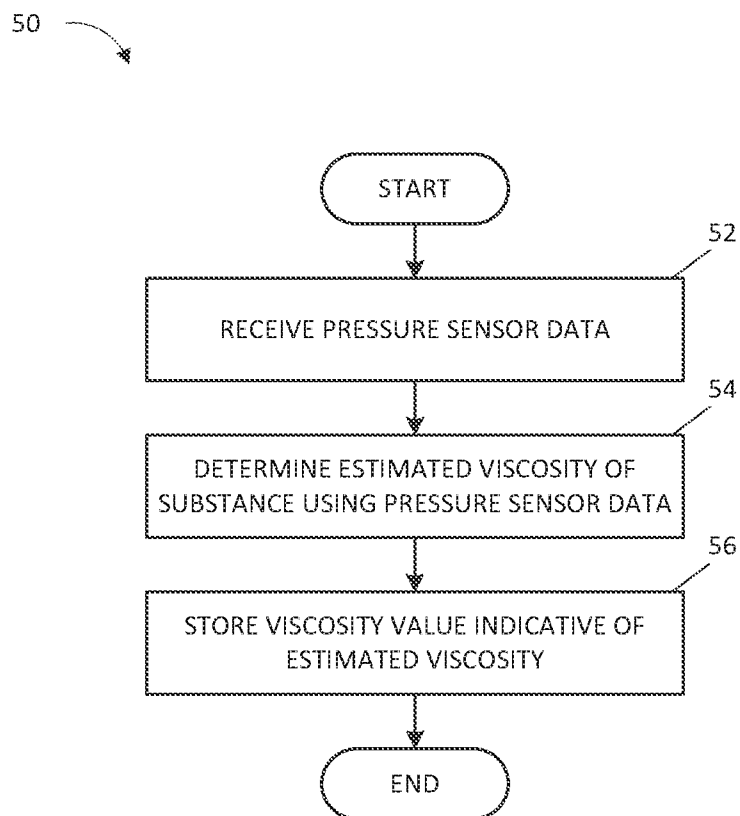 50
START
52
RECEIVE PRESSURE SENSOR DATA
54
DETERMINE ESTIMATED VISCOSITY OF
SUBSTANCE USING PRESSURE SENSOR DATA
56
STORE VISCOSITY VALUE INDICATIVE OF
ESTIMATED VISCOSITY
END